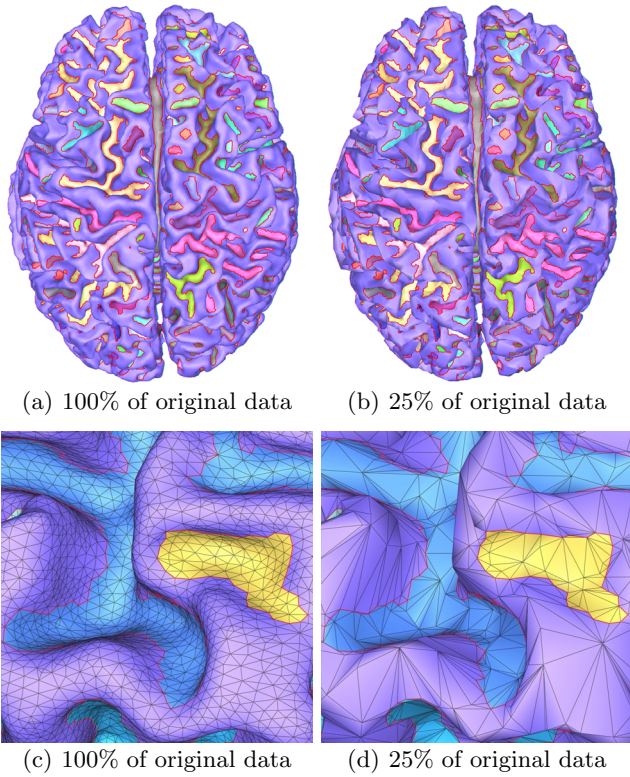 (a) 100% of original data
(b) 25% of original data
(c) 100% of original data
(d) 25% of original data